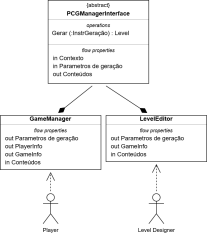 {abstract}
PCGManagerInterface
operations
Gerar ( :InstrGeração ) : Level
flow properties
in Contexto
in Parametros de geração
out Conteúdos
GameManager
flow properties
out Parametros de geração
out PlayerInfo
out GameInfo
in Conteúdos
LevelEditor
flow properties
out Parametros de geração
out GameInfo
in Conteúdos
Player
Level Designer